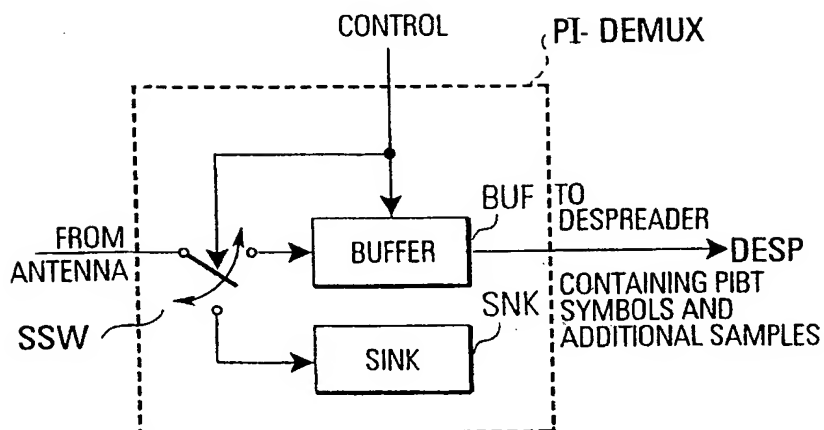 CONTROL
PI- DEMUX
FROM
ANTENNA
SSW
BUFFER
BUF
SINK
SNK
TO
DESPREADER
DESP
CONTAINING PIBT
SYMBOLS AND
ADDITIONAL SAMPLES